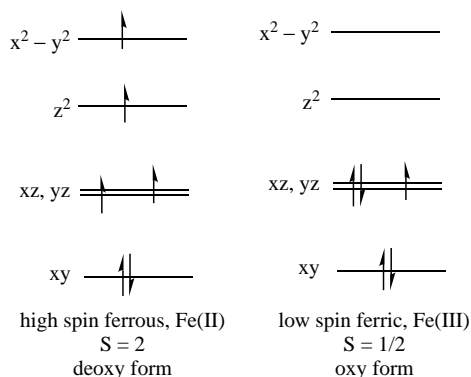 x² – y²
z²
xz, yz
xy
high spin ferrous, Fe(II)
S = 2
deoxy form
x² – y²
z²
xz, yz
xy
low spin ferric, Fe(III)
S = 1/2
oxy form